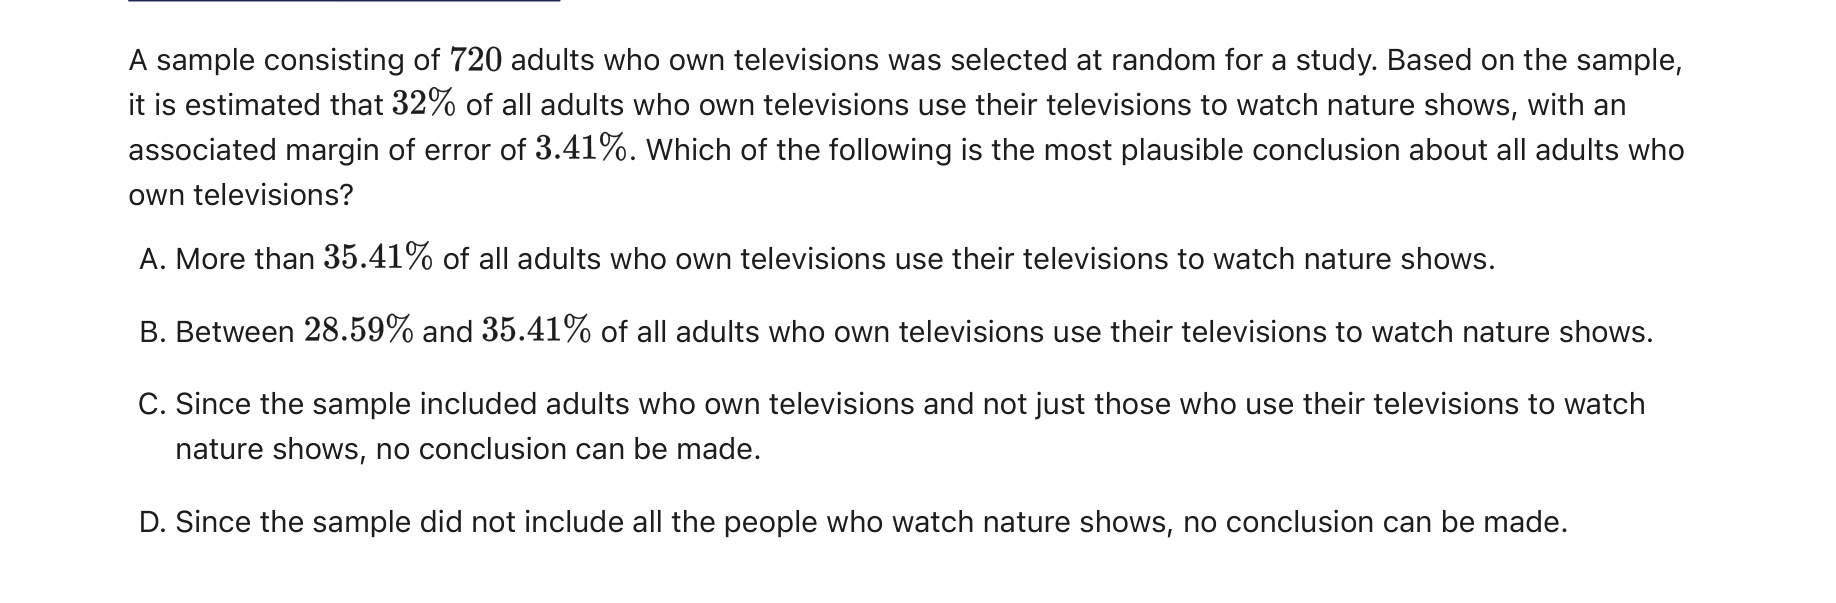 A sample consisting of 720 adults who own televisions was selected at random for a study. Based on the sample,
it is estimated that 32% of all adults who own televisions use their televisions to watch nature shows, with an
associated margin of error of 3.41%. Which of the following is the most plausible conclusion about all adults who
own televisions?
A. More than 35.41% of all adults who own televisions use their televisions to watch nature shows.
B. Between 28.59% and 35.41% of all adults who own televisions use their televisions to watch nature shows.
C. Since the sample included adults who own televisions and not just those who use their televisions to watch
nature shows, no conclusion can be made.
D. Since the sample did not include all the people who watch nature shows, no conclusion can be made.